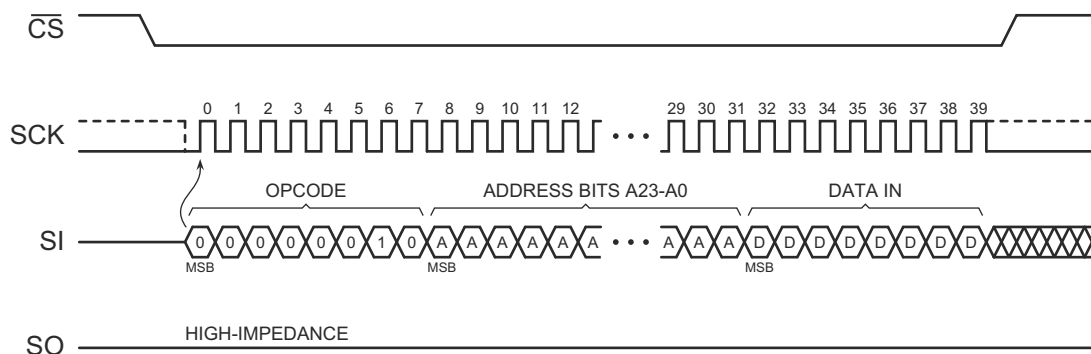 CS
SCK
0 1 2 3 4 5 6 7 8 9 10 11 12 29 30 31 32 33 34 35 36 37 38 39
OPCODE ADDRESS BITS A23-A0 DATA IN
SI
0 0 0 0 0 0 1 0 A A A A A A • • • A A A D D D D D D D D
MSB MSB MSB
HIGH-IMPEDANCE
SO